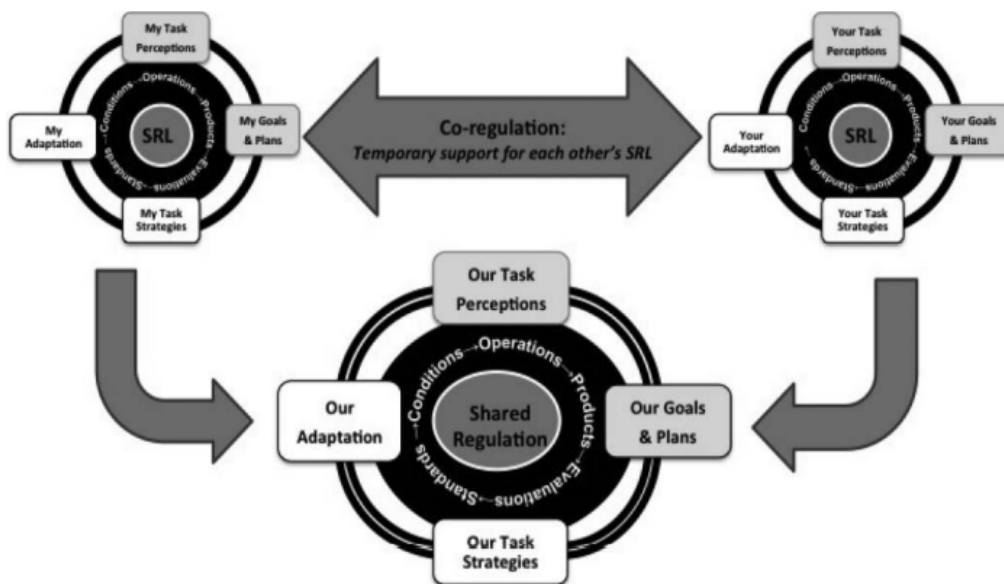 My Task
Perceptions
Conditions→Operations→Products→Evaluations→Standards→
SRL
My
Adaptation
My Goals
& Plans
My Task
Strategies
Co-regulation:
Temporary support for each other's SRL
Your Task
Perceptions
Conditions→Operations→Products→Evaluations→Standards→
SRL
Your
Adaptation
Your Goals
& Plans
Your Task
Strategies
Our Task
Perceptions
Conditions→Operations→Products→Evaluations→Standards→
Our
Adaptation
Shared
Regulation
Our Goals
& Plans
Our Task
Strategies